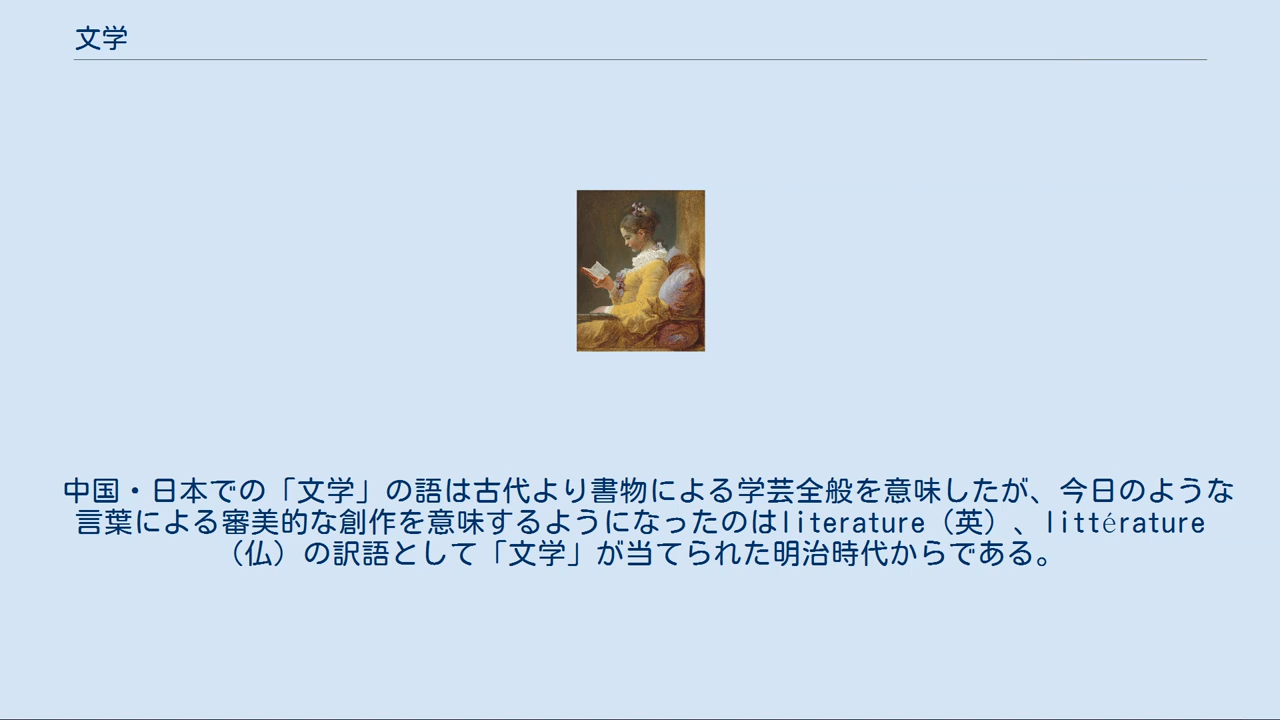 文学
中国・日本での「文学」の語は古代より書物による学芸全般を意味したが、今日のような
言葉による審美的な創作を意味するようになったのはliterature（英）、littérature
（仏）の訳語として「文学」が当てられた明治時代からである。